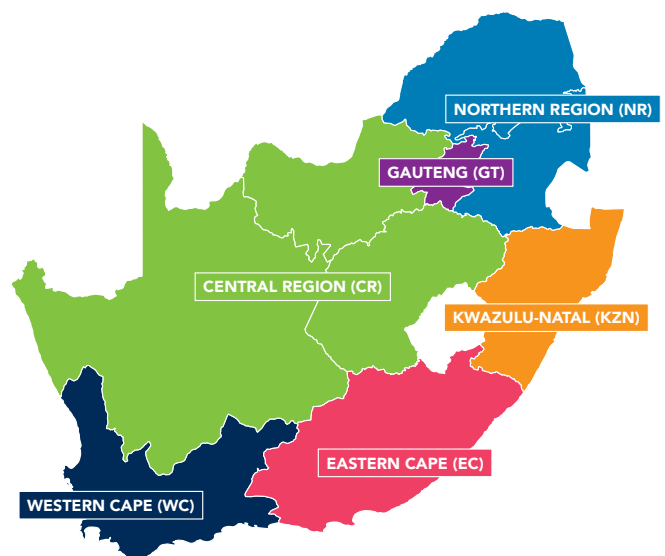 NORTHERN REGION (NR)
GAUTENG (GT)
CENTRAL REGION (CR)
KWAZULU-NATAL (KZN)
EASTERN CAPE (EC)
WESTERN CAPE (WC)